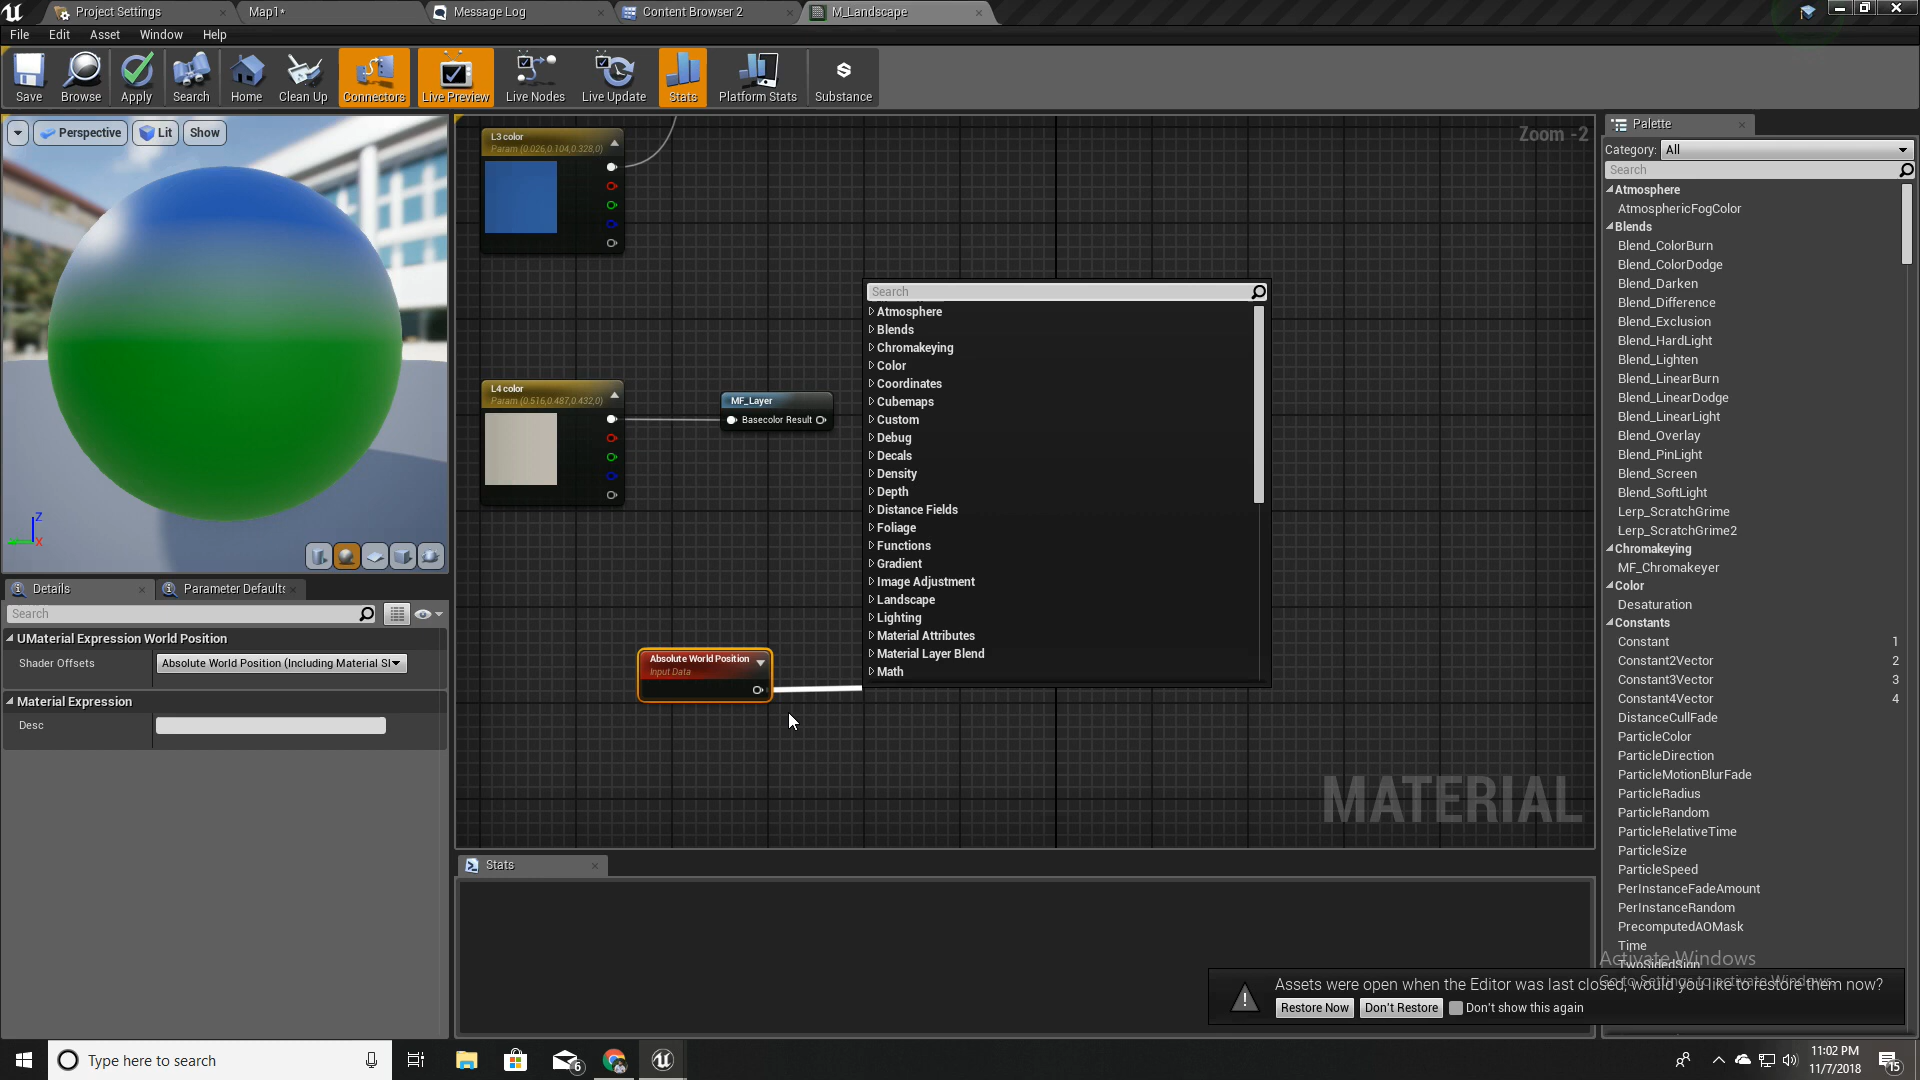 Project Settings
Map1*
Message Log
Content Browser 2
M_Landscape
File
Edit
Asset
Window
Help
Save
Browse
Apply
Search
Home
Clean Up
Connectors
Live Preview
Live Nodes
Live Update
Stats
Platform Stats
Substance
Perspective
Lit
Show
Z
X
Details
Parameter Defaults
Search
UMaterial Expression World Position
Shader Offsets
Absolute World Position (Including Material S
Material Expression
Desc
Zoom -2
L3 color
Param (0.026,0.104,0.328,0)
L4 color
Param (0.516,0.487,0.432,0)
MF_Layer
Basecolor Result
Absolute World Position
Input Data
Search
Atmosphere
Blends
Chromakeying
Color
Coordinates
Cubemaps
Custom
Debug
Decals
Density
Depth
Distance Fields
Foliage
Functions
Gradient
Image Adjustment
Landscape
Lighting
Material Attributes
Material Layer Blend
Math
MATERIAL
Stats
Palette
Category: All
Search
Atmosphere
AtmosphericFogColor
Blends
Blend_ColorBurn
Blend_ColorDodge
Blend_Darken
Blend_Difference
Blend_Exclusion
Blend_HardLight
Blend_Lighten
Blend_LinearBurn
Blend_LinearDodge
Blend_LinearLight
Blend_Overlay
Blend_PinLight
Blend_Screen
Blend_SoftLight
Lerp_ScratchGrime
Lerp_ScratchGrime2
Chromakeying
MF_Chromakeyer
Color
Desaturation
Constants
Constant 1
Constant2Vector 2
Constant3Vector 3
Constant4Vector 4
DistanceCullFade
ParticleColor
ParticleDirection
ParticleMotionBlurFade
ParticleRadius
ParticleRandom
ParticleRelativeTime
ParticleSize
ParticleSpeed
PerInstanceFadeAmount
PerInstanceRandom
PrecomputedAOMask
Time
TwoSidedSign
Activate Windows
Go to Settings to activate Windows.
Assets were open when the Editor was last closed, would you like to restore them now?
Restore Now
Don't Restore
Don't show this again
Type here to search
6
11:02 PM
11/7/2018
15